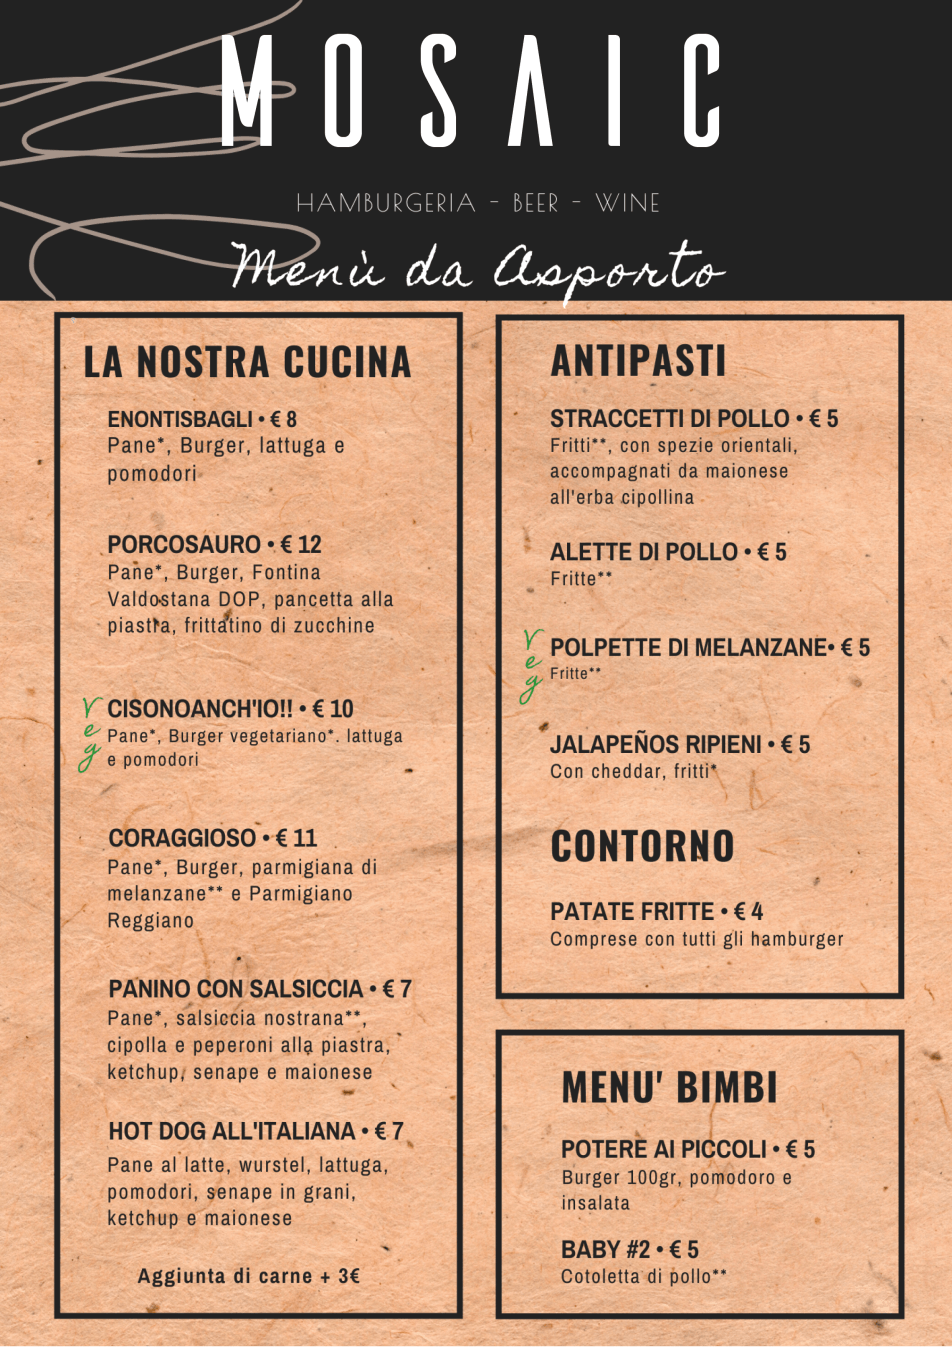 MOSAIC
HAMBURGERIA - BEER - WINE
Menù da Asporto
LA NOSTRA CUCINA
ENONTISBAGLI • € 8
Pane*, Burger, lattuga e
pomodori
PORCOSAURO • € 12
Pane*, Burger, Fontina
Valdostana DOP, pancetta alla
piastra, frittatino di zucchine
Veg
CISONOANCH'IO!! • € 10
Pane*, Burger vegetariano*. lattuga
e pomodori
CORAGGIOSO • € 11
Pane*, Burger, parmigiana di
melanzane** e Parmigiano
Reggiano
PANINO CON SALSICCIA • € 7
Pane*, salsiccia nostrana**,
cipolla e peperoni alla piastra,
ketchup, senape e maionese
HOT DOG ALL'ITALIANA • € 7
Pane al latte, wurstel, lattuga,
pomodori, senape in grani,
ketchup e maionese
Aggiunta di carne + 3€
ANTIPASTI
STRACCETTI DI POLLO • € 5
Fritti**, con spezie orientali,
accompagnati da maionese
all'erba cipollina
ALETTE DI POLLO • € 5
Fritte**
Veg
POLPETTE DI MELANZANE• € 5
Fritte**
JALAPEÑOS RIPIENI • € 5
Con cheddar, fritti*
CONTORNO
PATATE FRITTE • € 4
Comprese con tutti gli hamburger
MENU' BIMBI
POTERE AI PICCOLI • € 5
Burger 100gr, pomodoro e
insalata
BABY #2 • € 5
Cotoletta di pollo**